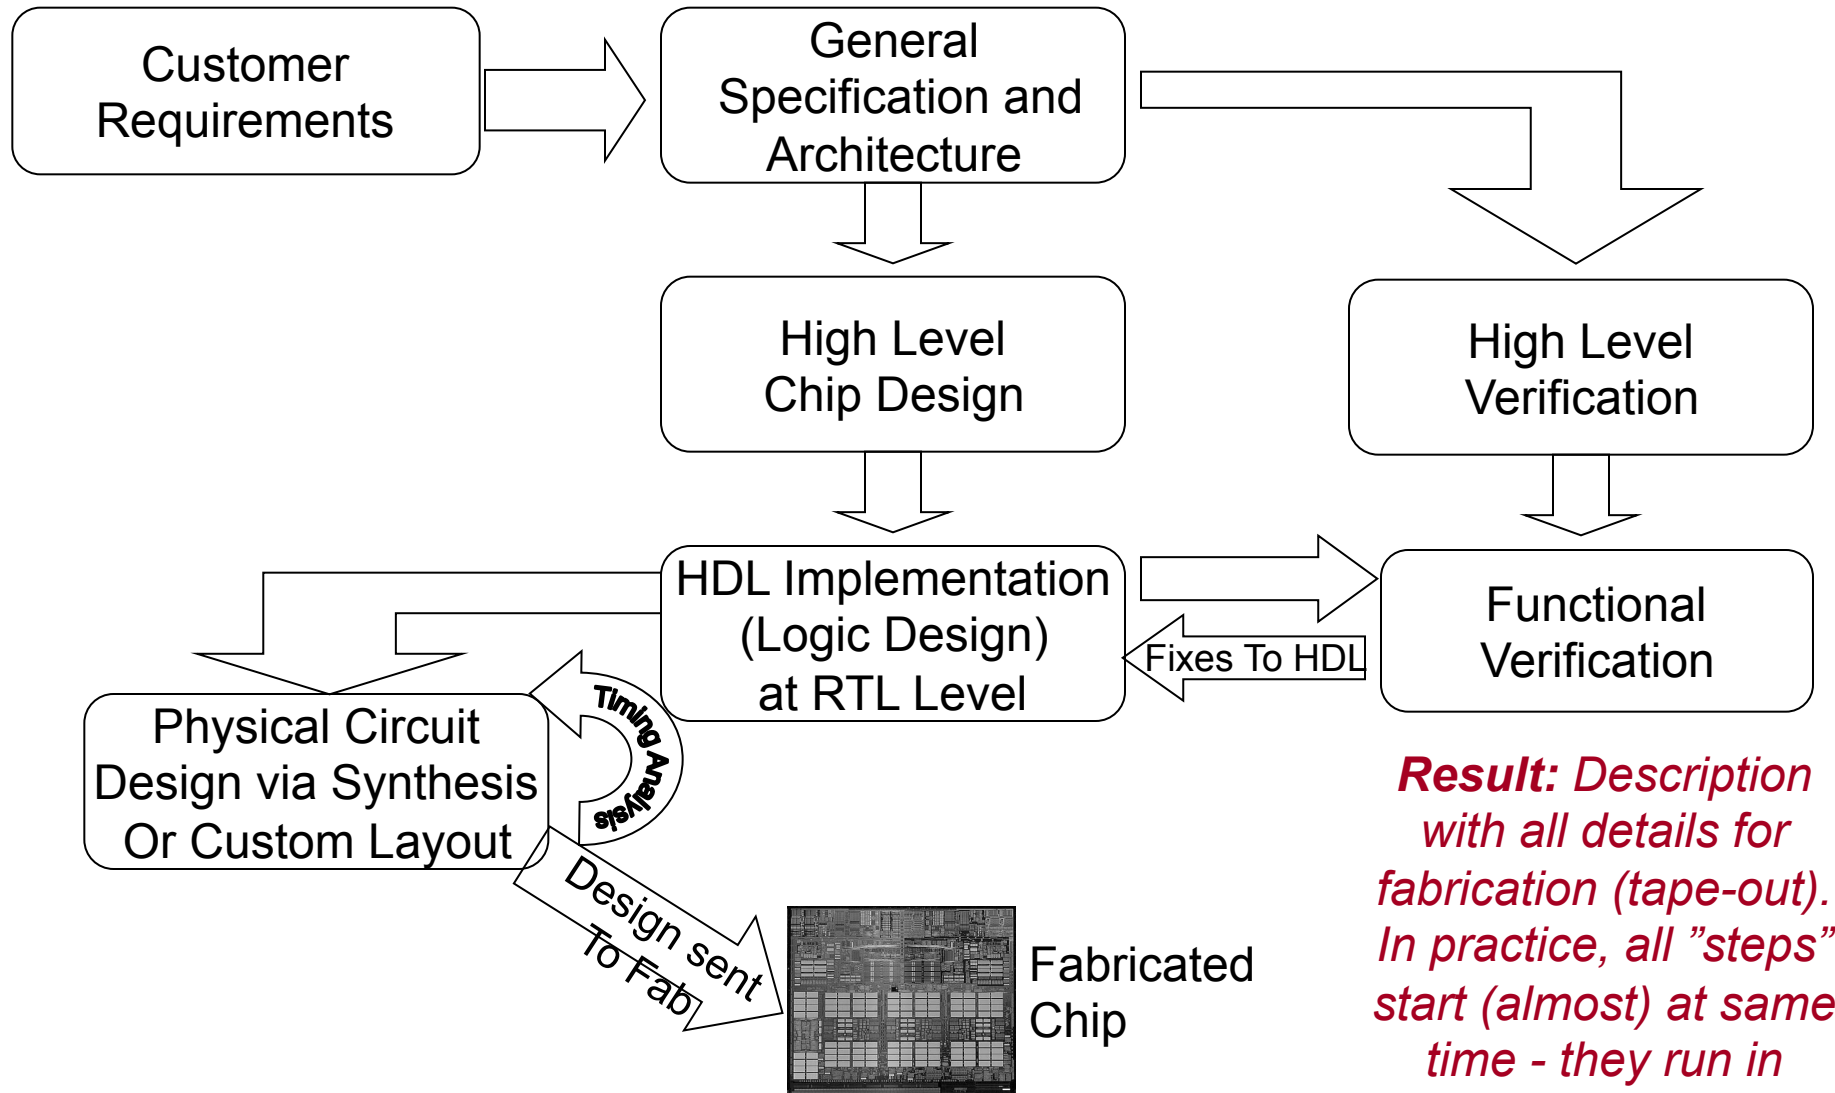 Customer
Requirements
General
Specification and
Architecture
High Level
Chip Design
High Level
Verification
HDL Implementation
(Logic Design)
at RTL Level
Fixes To HDL
Functional
Verification
Timing Analysis
Physical Circuit
Design via Synthesis
Or Custom Layout
Design sent
To Fab
Fabricated
Chip
Result: Description
with all details for
fabrication (tape-out).
In practice, all ”steps”
start (almost) at same
time - they run in